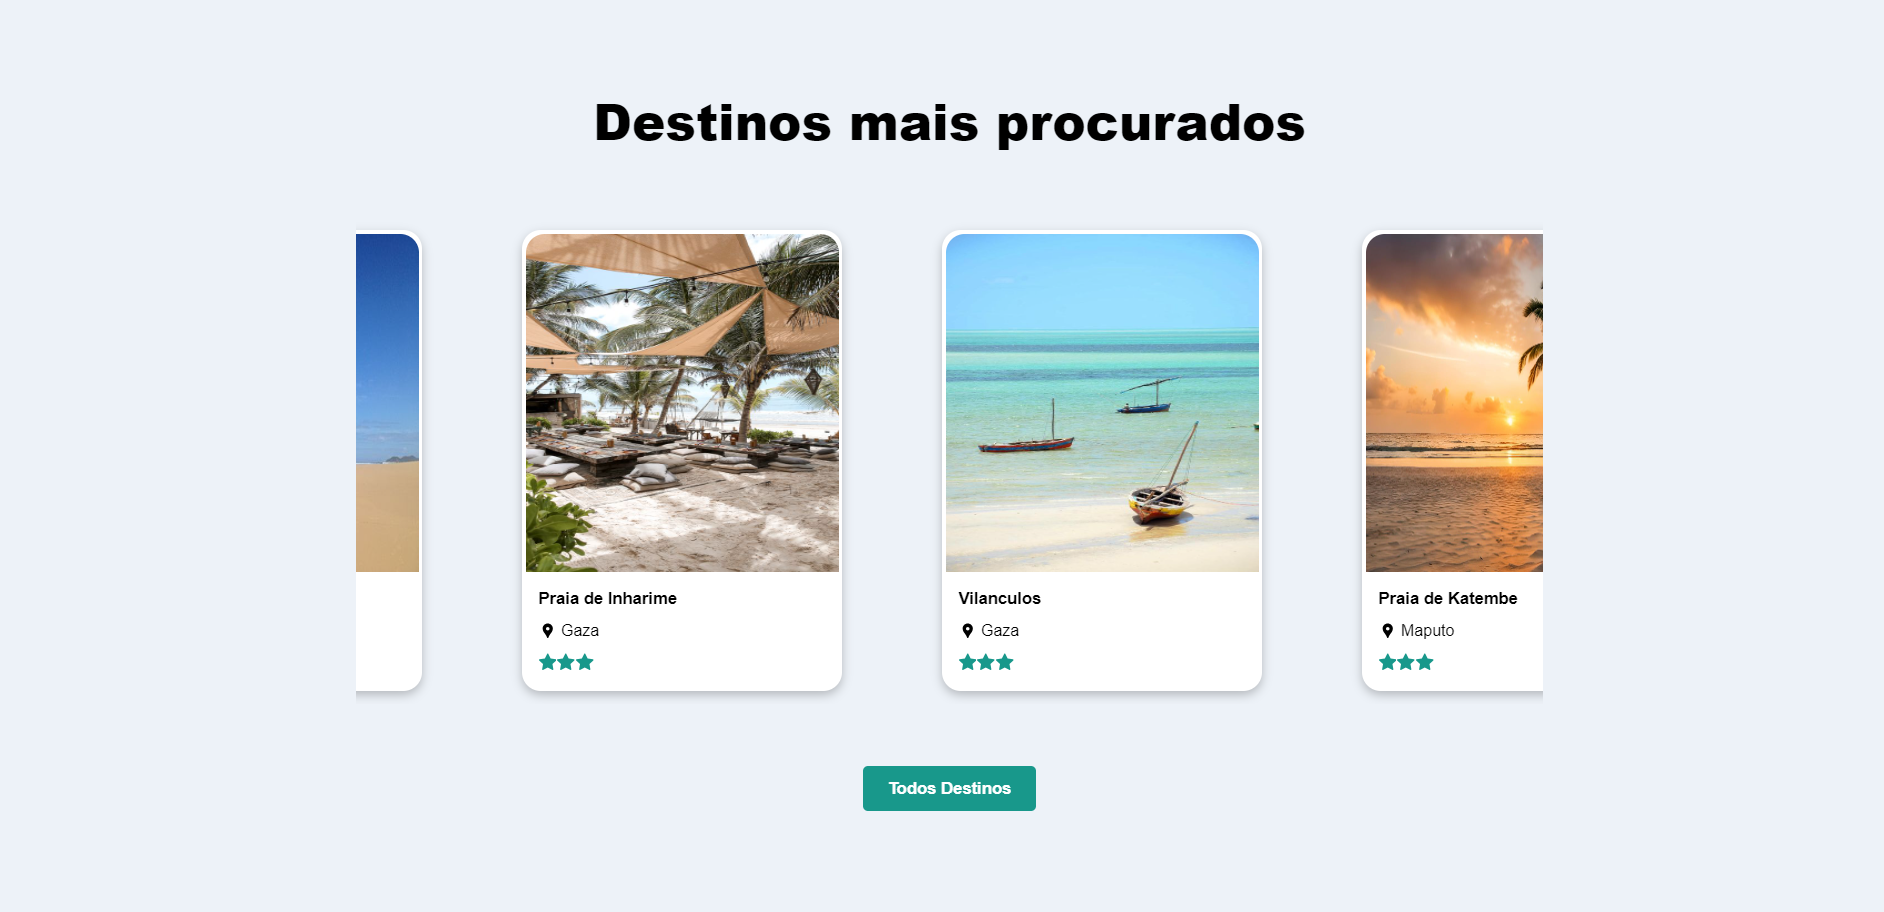 Destinos mais procurados
Praia de Inharime
Gaza
Vilanculos
Gaza
Praia de Katembe
Maputo
Todos Destinos